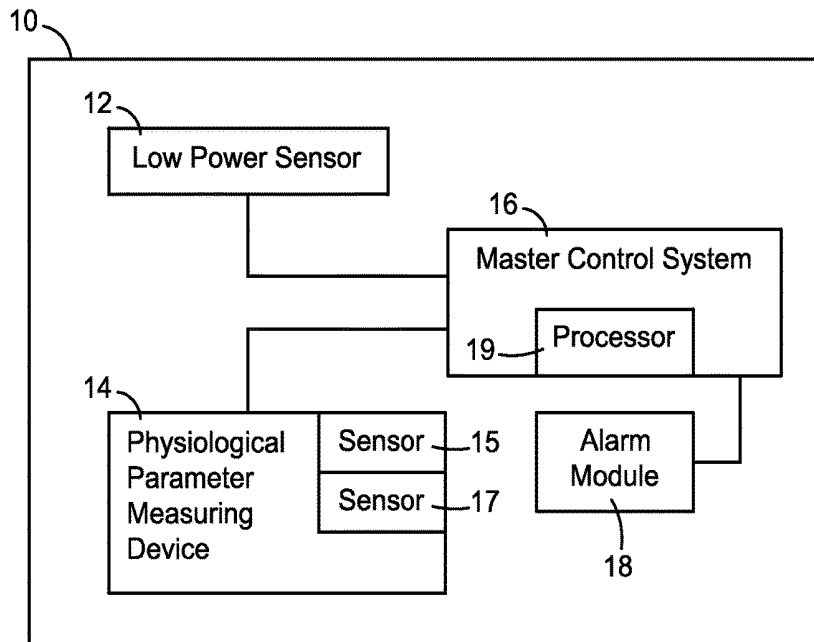 10
12
Low Power Sensor
16
Master Control System
19
Processor
14
Physiological
Parameter
Measuring
Device
Sensor
15
Sensor
17
Alarm
Module
18